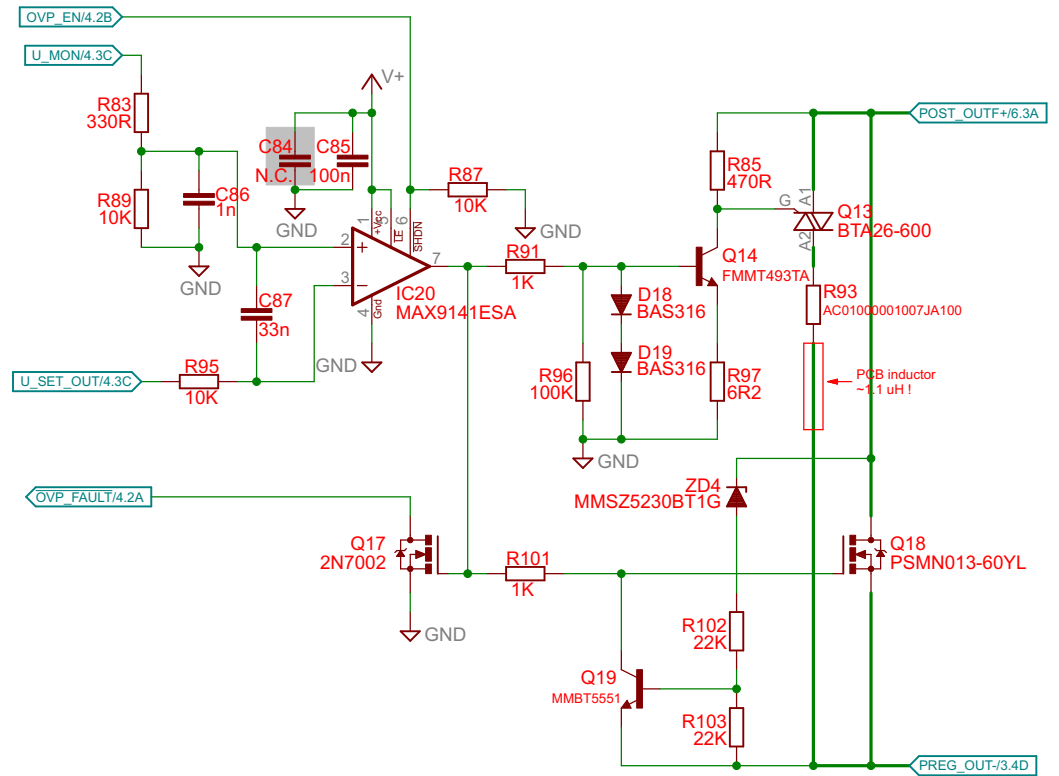 OVP_EN/4.2B
U_MON/4.3C
V+
R83
330R
C84
N.C.
C85
100n
POST_OUTF+/6.3A
R89
10K
C86
1n
GND
GND
R87
10K
GND
R85
470R
G
A1
A2
Q13
BTA26-600
1
+Vcc
5
LE
6
SHDN
2
3
7
4
Gnd
IC20
MAX9141ESA
R91
1K
Q14
FMMT493TA
C87
33n
GND
D18
BAS316
R93
AC01000001007JA100
U_SET_OUT/4.3C
R95
10K
R96
100K
D19
BAS316
R97
6R2
PCB inductor
~1.1 uH !
GND
OVP_FAULT/4.2A
ZD4
MMSZ5230BT1G
Q17
2N7002
R101
1K
Q18
PSMN013-60YL
GND
R102
22K
Q19
MMBT5551
R103
22K
PREG_OUT-/3.4D